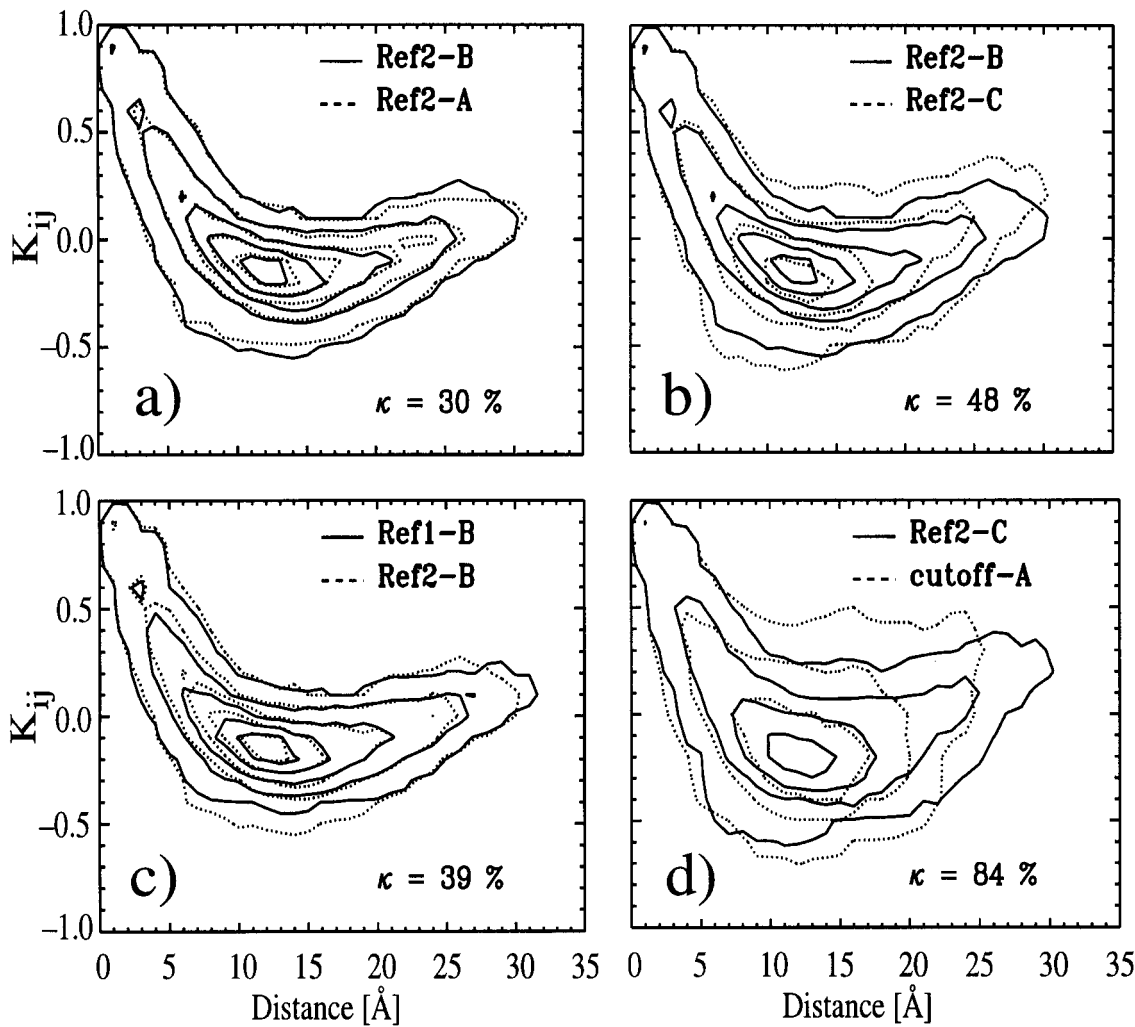 1.0
0.5
0.0
−0.5
−1.0
K_ij
Ref2−B
Ref2−A
a)
κ = 30 %
Ref2−B
Ref2−C
b)
κ = 48 %
1.0
0.5
0.0
−0.5
−1.0
K_ij
Ref1−B
Ref2−B
c)
κ = 39 %
0 5 10 15 20 25 30 35
Distance [Å]
Ref2−C
cutoff−A
d)
κ = 84 %
0 5 10 15 20 25 30 35
Distance [Å]